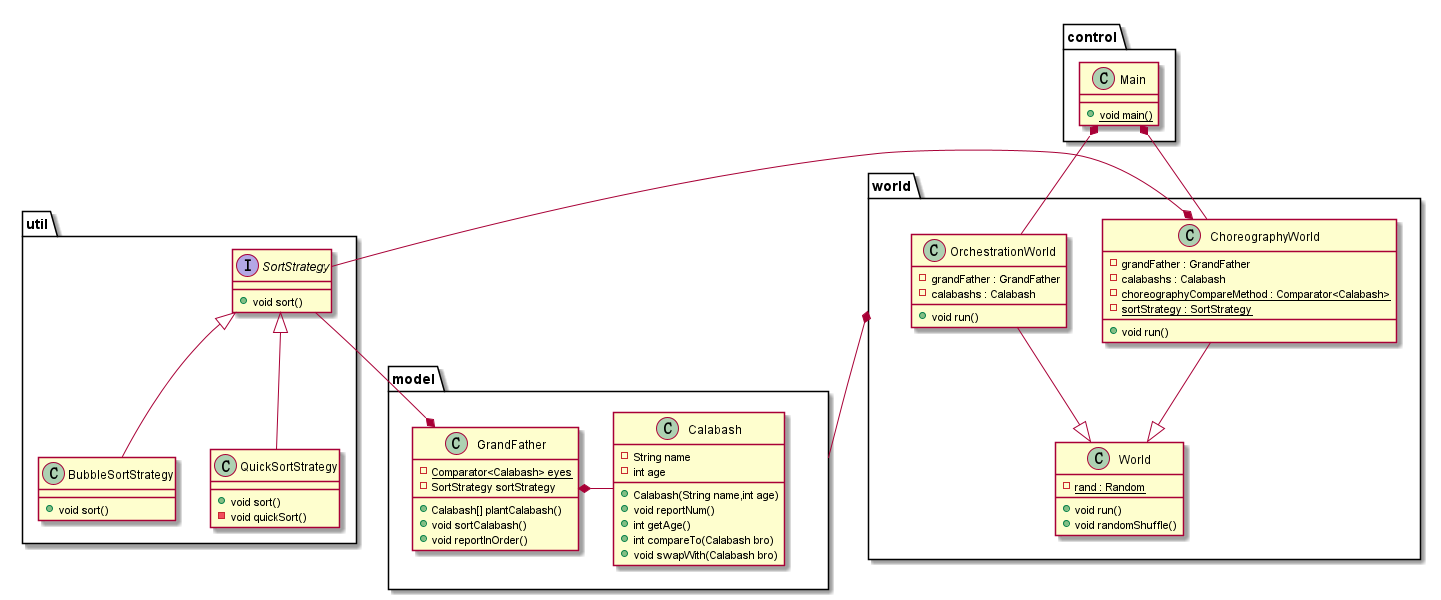 control
C Main
void main()
world
C OrchestrationWorld
grandFather : GrandFather
calabashs : Calabash
void run()
C ChoreographyWorld
grandFather : GrandFather
calabashs : Calabash
choreographyCompareMethod : Comparator<Calabash>
sortStrategy : SortStrategy
void run()
C World
rand : Random
void run()
void randomShuffle()
util
I SortStrategy
void sort()
C BubbleSortStrategy
void sort()
C QuickSortStrategy
void sort()
void quickSort()
model
C GrandFather
Comparator<Calabash> eyes
SortStrategy sortStrategy
Calabash[] plantCalabash()
void sortCalabash()
void reportInOrder()
C Calabash
String name
int age
Calabash(String name,int age)
void reportNum()
int getAge()
int compareTo(Calabash bro)
void swapWith(Calabash bro)